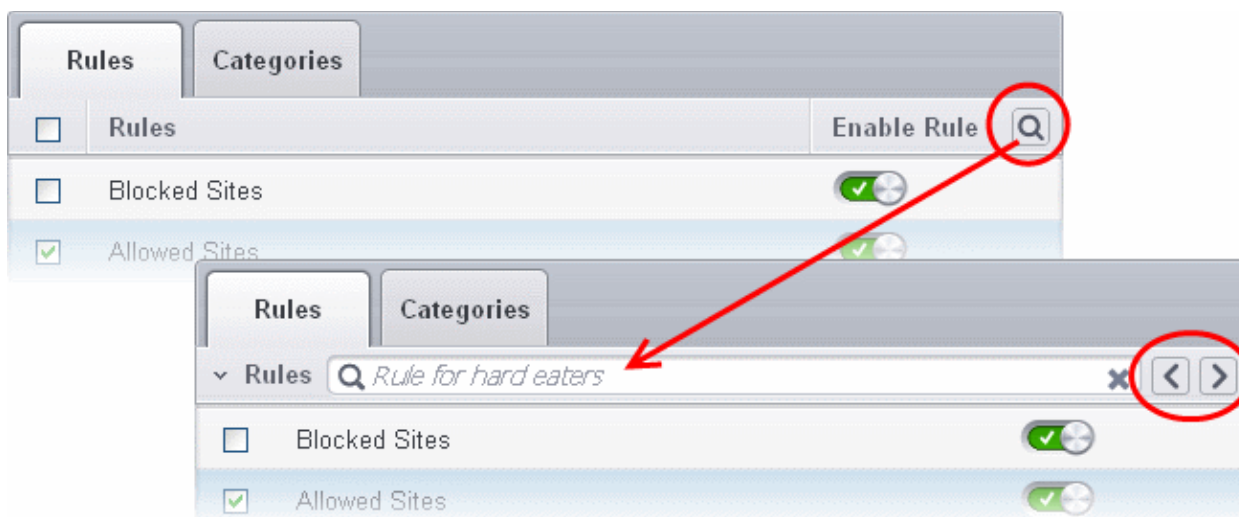 Rules Categories
Rules Enable Rule
Blocked Sites
Allowed Sites
Rules Categories
Rules Rule for hard eaters
Blocked Sites
Allowed Sites